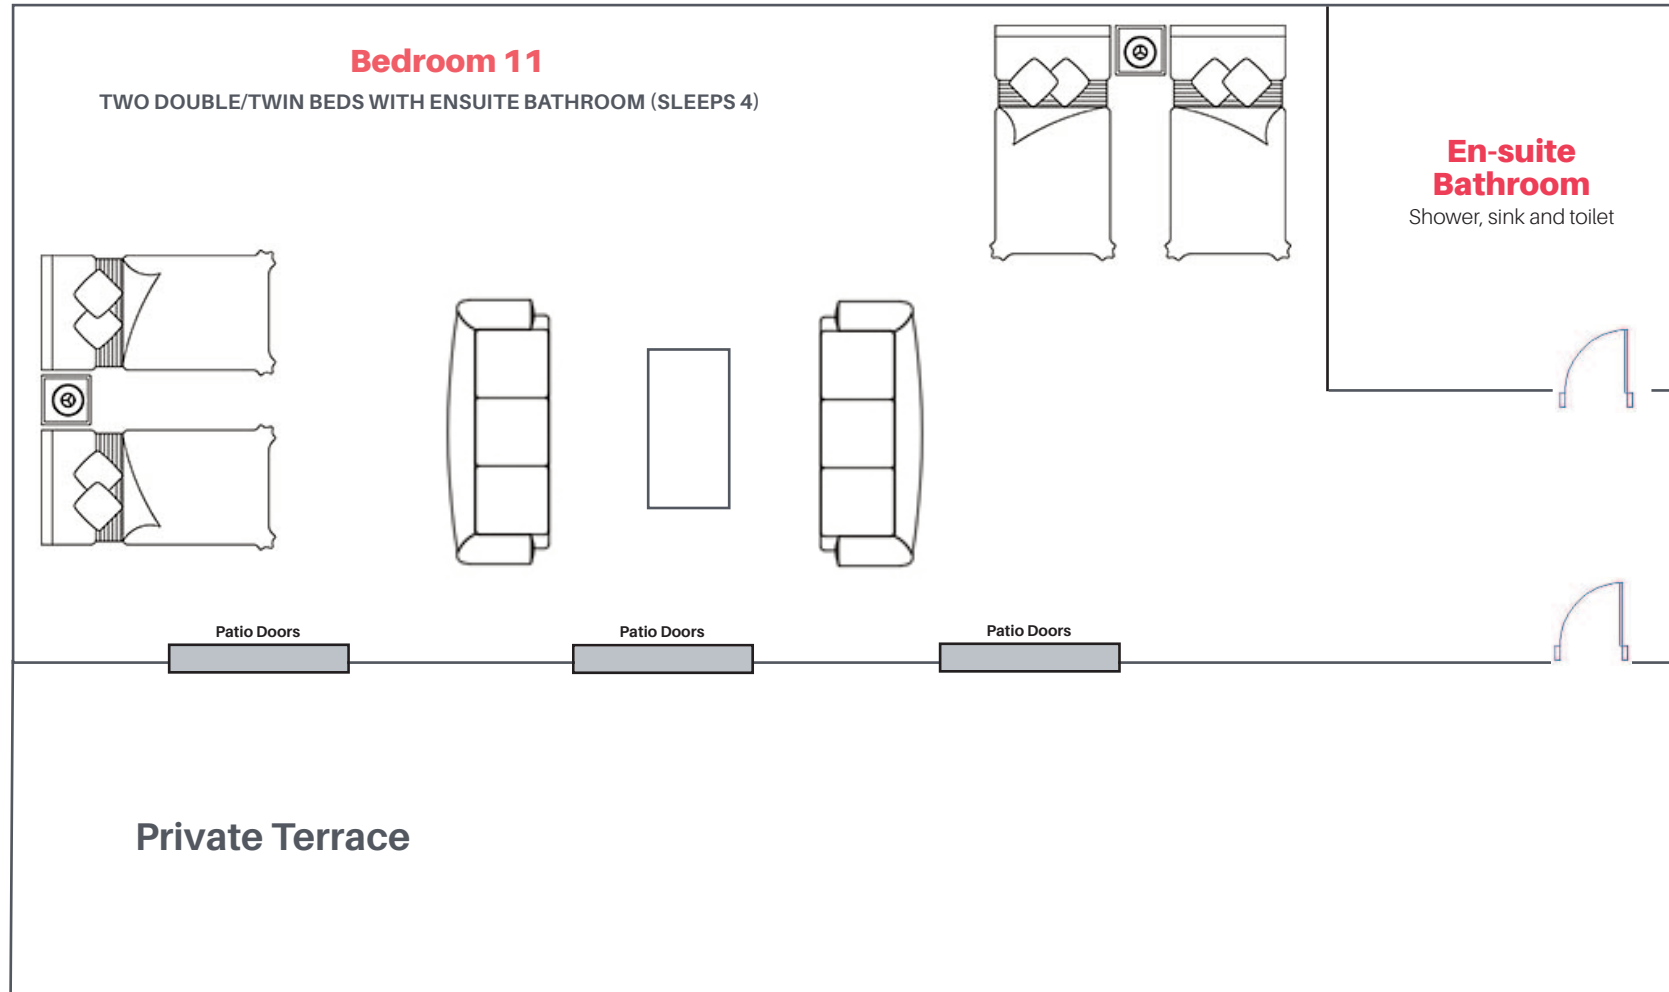 Bedroom 11
TWO DOUBLE/TWIN BEDS WITH ENSUITE BATHROOM (SLEEPS 4)
En-suite
Bathroom
Shower, sink and toilet
Patio Doors
Patio Doors
Patio Doors
Private Terrace